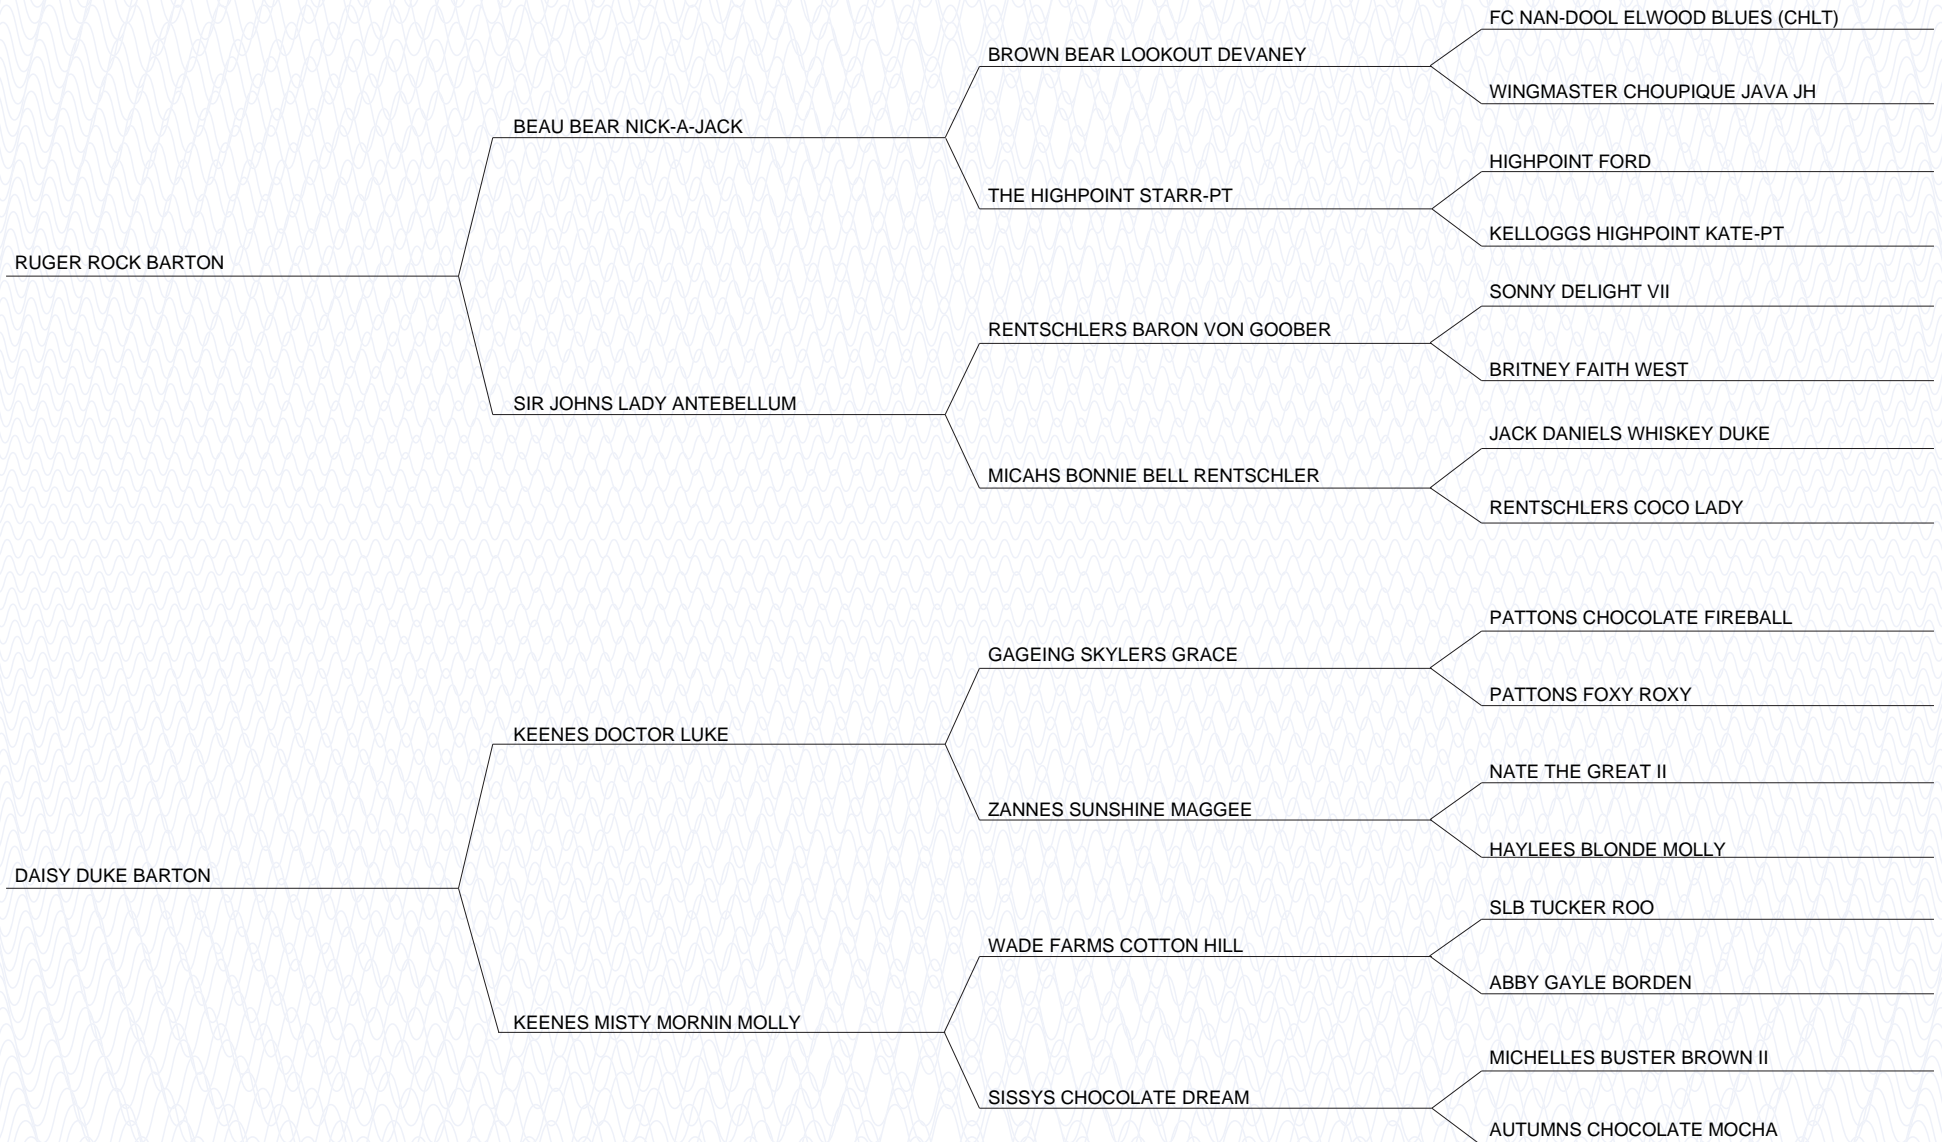 FC NAN-DOOL ELWOOD BLUES (CHLT)
BROWN BEAR LOOKOUT DEVANEY
WINGMASTER CHOUPIQUE JAVA JH
BEAU BEAR NICK-A-JACK
HIGHPOINT FORD
THE HIGHPOINT STARR-PT
KELLOGGS HIGHPOINT KATE-PT
RUGER ROCK BARTON
SONNY DELIGHT VII
RENTSCHLERS BARON VON GOOBER
BRITNEY FAITH WEST
SIR JOHNS LADY ANTEBELLUM
JACK DANIELS WHISKEY DUKE
MICAHS BONNIE BELL RENTSCHLER
RENTSCHLERS COCO LADY
PATTONS CHOCOLATE FIREBALL
GAGEING SKYLERS GRACE
PATTONS FOXY ROXY
KEENES DOCTOR LUKE
NATE THE GREAT II
ZANNES SUNSHINE MAGGEE
HAYLEES BLONDE MOLLY
DAISY DUKE BARTON
SLB TUCKER ROO
WADE FARMS COTTON HILL
ABBY GAYLE BORDEN
KEENES MISTY MORNIN MOLLY
MICHELLES BUSTER BROWN II
SISSYS CHOCOLATE DREAM
AUTUMNS CHOCOLATE MOCHA